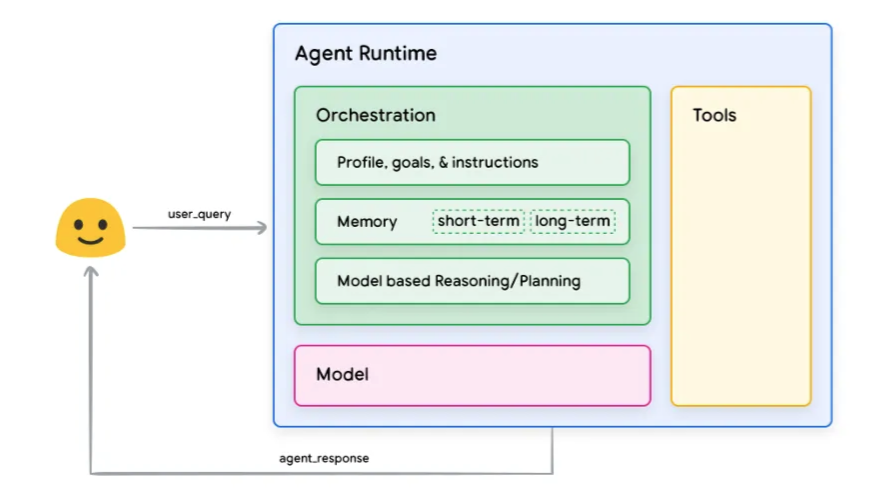 Agent Runtime
Orchestration
Tools
Profile, goals, & instructions
user_query
Memory short-term long-term
Model based Reasoning/Planning
Model
agent_response